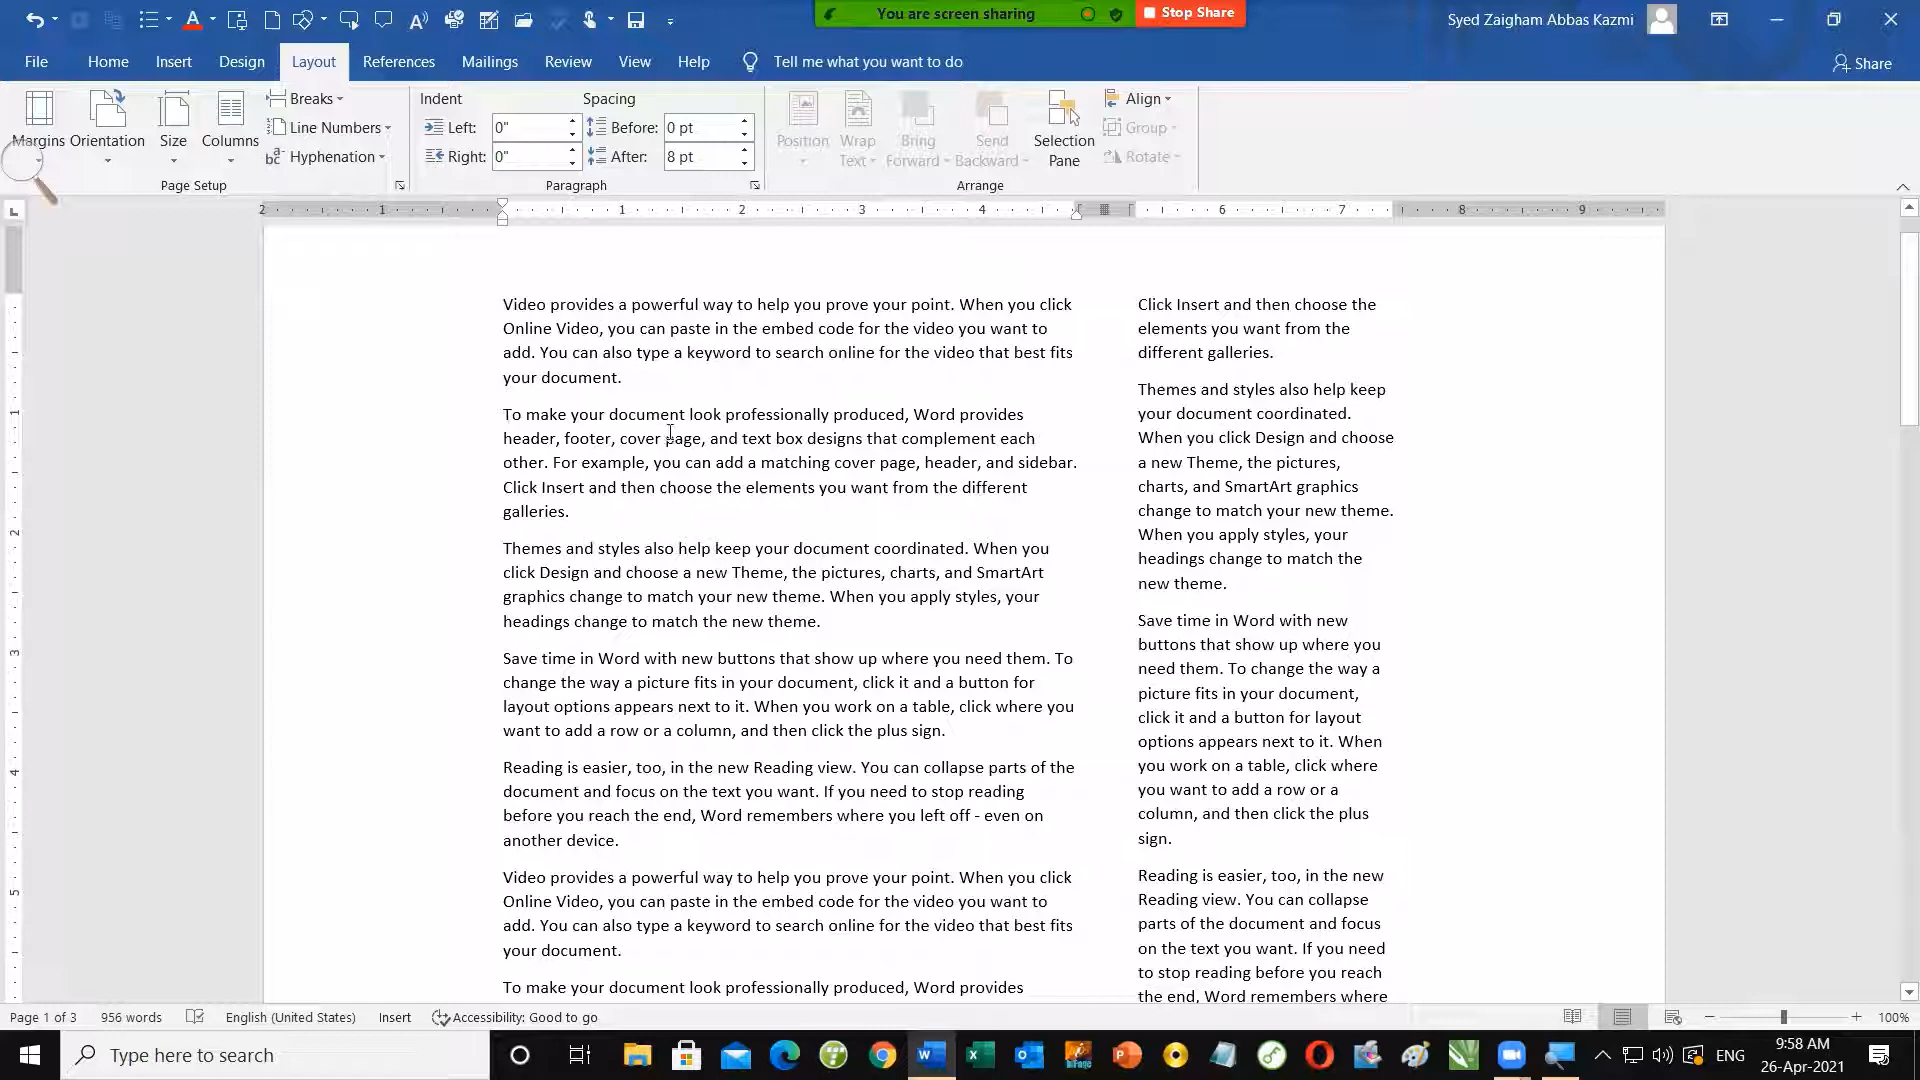 You are screen sharing
Stop Share
Syed Zaigham Abbas Kazmi
File Home Insert Design Layout References Mailings Review View Help Tell me what you want to do
Share
Margins Orientation Size Columns
Breaks
Line Numbers
Hyphenation
Page Setup
Indent
Left: 0"
Right: 0"
Spacing
Before: 0 pt
After: 8 pt
Paragraph
Position
Wrap Text
Bring Forward
Send Backward
Selection Pane
Align
Group
Rotate
Arrange
2 1 1 2 3 4 6 7 8 9
Video provides a powerful way to help you prove your point. When you click
Online Video, you can paste in the embed code for the video you want to
add. You can also type a keyword to search online for the video that best fits
your document.
To make your document look professionally produced, Word provides
header, footer, cover page, and text box designs that complement each
other. For example, you can add a matching cover page, header, and sidebar.
Click Insert and then choose the elements you want from the different
galleries.
Themes and styles also help keep your document coordinated. When you
click Design and choose a new Theme, the pictures, charts, and SmartArt
graphics change to match your new theme. When you apply styles, your
headings change to match the new theme.
Save time in Word with new buttons that show up where you need them. To
change the way a picture fits in your document, click it and a button for
layout options appears next to it. When you work on a table, click where you
want to add a row or a column, and then click the plus sign.
Reading is easier, too, in the new Reading view. You can collapse parts of the
document and focus on the text you want. If you need to stop reading
before you reach the end, Word remembers where you left off - even on
another device.
Video provides a powerful way to help you prove your point. When you click
Online Video, you can paste in the embed code for the video you want to
add. You can also type a keyword to search online for the video that best fits
your document.
To make your document look professionally produced, Word provides
Click Insert and then choose the
elements you want from the
different galleries.
Themes and styles also help keep
your document coordinated.
When you click Design and choose
a new Theme, the pictures,
charts, and SmartArt graphics
change to match your new theme.
When you apply styles, your
headings change to match the
new theme.
Save time in Word with new
buttons that show up where you
need them. To change the way a
picture fits in your document,
click it and a button for layout
options appears next to it. When
you work on a table, click where
you want to add a row or a
column, and then click the plus
sign.
Reading is easier, too, in the new
Reading view. You can collapse
parts of the document and focus
on the text you want. If you need
to stop reading before you reach
the end, Word remembers where
1
2
3
4
5
Page 1 of 3 956 words English (United States) Insert Accessibility: Good to go 100%
Type here to search
ENG
9:58 AM
26-Apr-2021